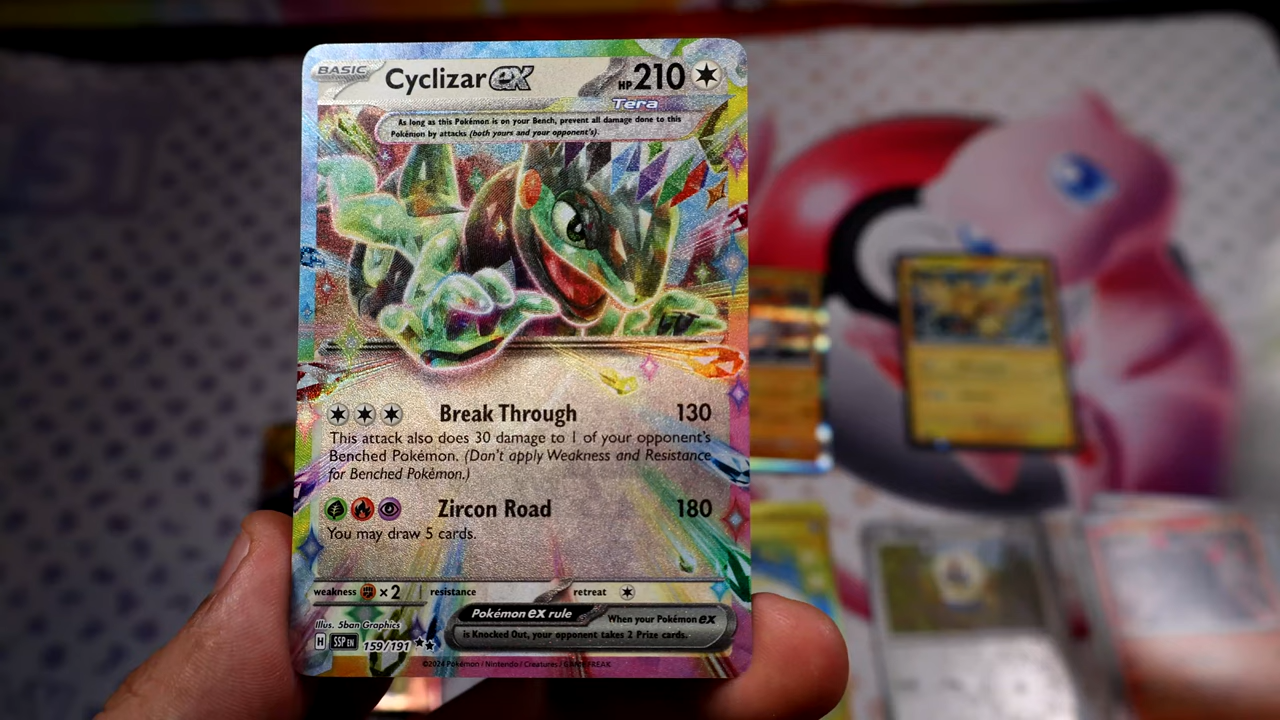 BASIC Cyclizar ex HP 210
Tera
As long as this Pokémon is on your Bench, prevent all damage done to this
Pokémon by attacks (both yours and your opponent's).
Break Through 130
This attack also does 30 damage to 1 of your opponent's
Benched Pokémon. (Don't apply Weakness and Resistance
for Benched Pokémon.)
Zircon Road 180
You may draw 5 cards.
weakness ×2 resistance retreat
Pokémon ex rule When your Pokémon ex
is Knocked Out, your opponent takes 2 Prize cards.
Illus. 5ban Graphics
H SSP EN 159/191
©2024 Pokémon / Nintendo / Creatures / GAME FREAK